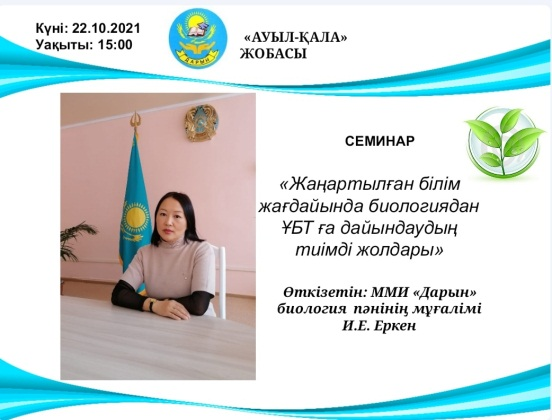 Күні: 22.10.2021
Уақыты: 15:00
ДАРЫН
«АУЫЛ-ҚАЛА»
ЖОБАСЫ
СЕМИНАР
«Жаңартылған білім
жағдайында биологиядан
ҰБТ ға дайындаудың
тиімді жолдары»
Өткізетін: ММИ «Дарын»
биология пәнінің мұғалімі
И.Е. Еркен